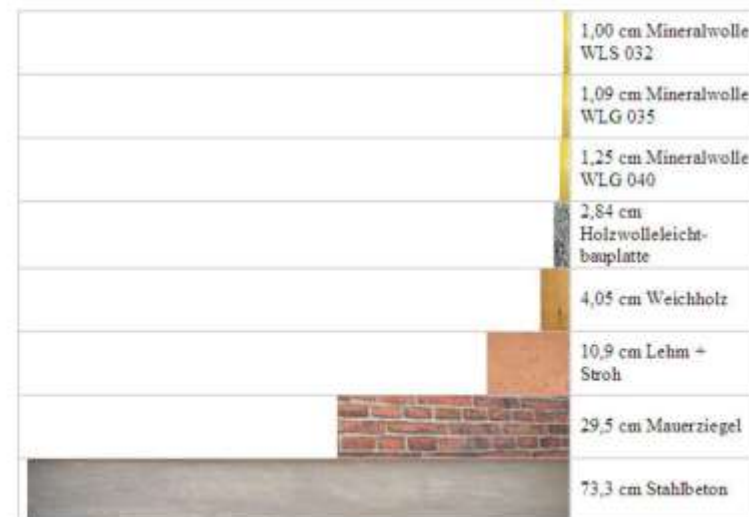 1,00 cm Mineralwolle
WLS 032
1,09 cm Mineralwolle
WLG 035
1,25 cm Mineralwolle
WLG 040
2,84 cm
Holzwolleleicht-
bauplatte
4,05 cm Weichholz
10,9 cm Lehm +
Stroh
29,5 cm Mauerziegel
73,3 cm Stahlbeton